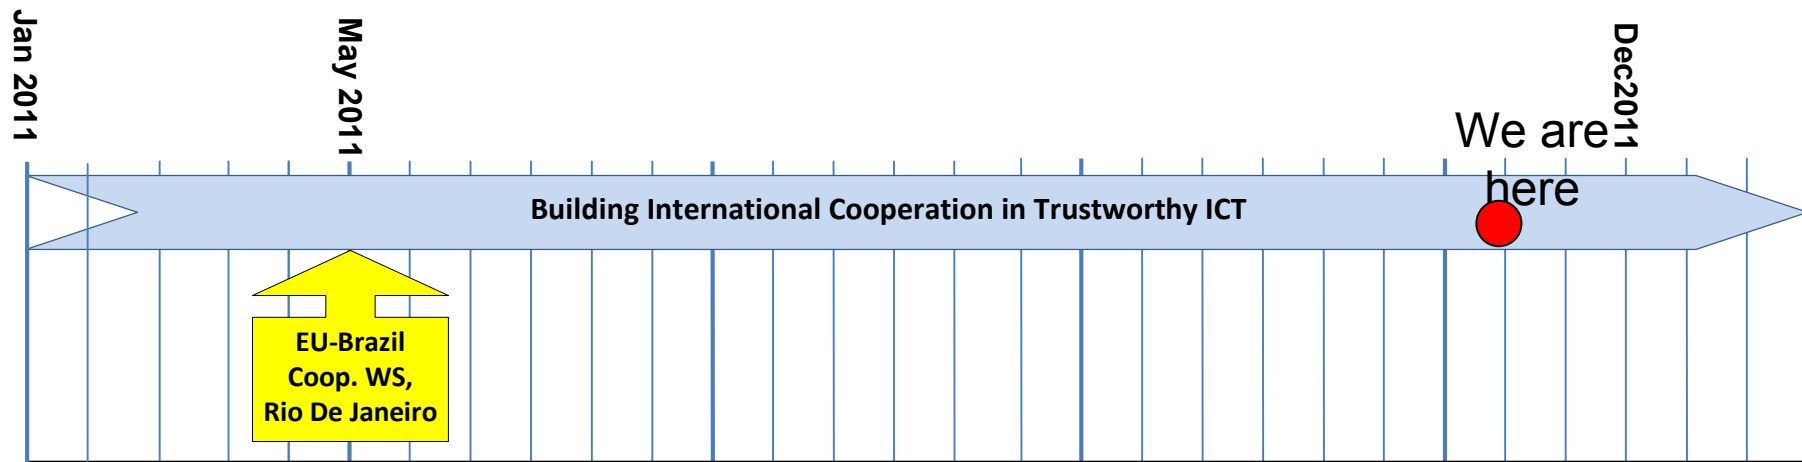 Jan 2011
May 2011
Dec2011
We are
here
Building International Cooperation in Trustworthy ICT
EU-Brazil
Coop. WS,
Rio De Janeiro